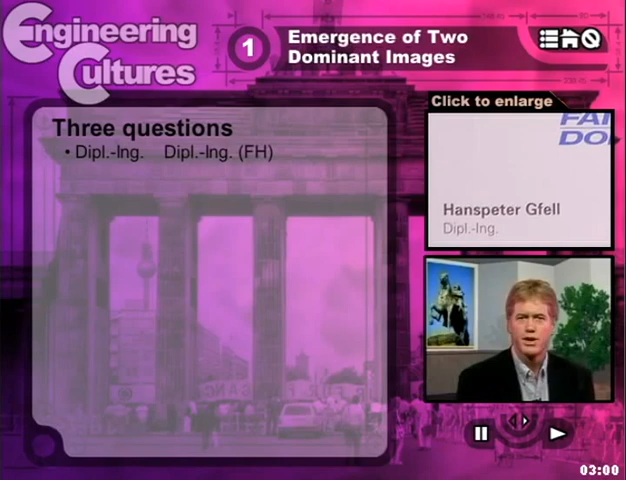 Engineering
Cultures
1
Emergence of Two
Dominant Images
Click to enlarge
Three questions
• Dipl.-Ing. Dipl.-Ing. (FH)
Hanspeter Gfell
Dipl.-Ing.
03:00